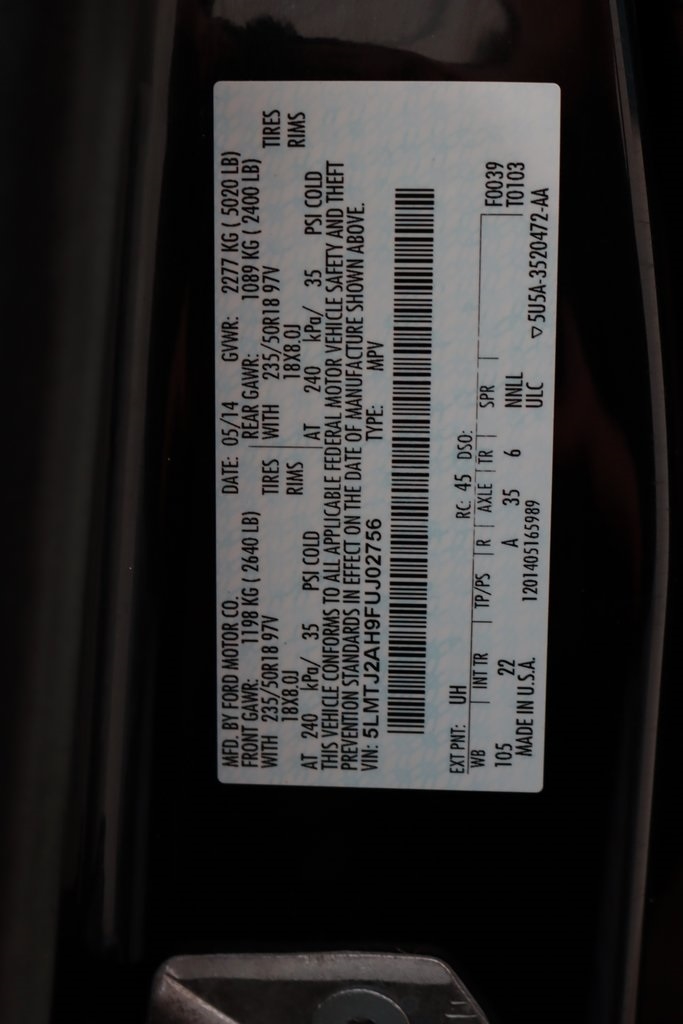 MFD. BY FORD MOTOR CO. DATE: 05/14 GVWR: 2277 KG ( 5020 LB)
FRONT GAWR: 1198 KG ( 2640 LB) REAR GAWR: 1089 KG ( 2400 LB)
WITH 235/50R18 97V TIRES WITH 235/50R18 97V TIRES
18X8.0J RIMS 18X8.0J RIMS
AT 240 kPa/ 35 PSI COLD AT 240 kPa/ 35 PSI COLD
THIS VEHICLE CONFORMS TO ALL APPLICABLE FEDERAL MOTOR VEHICLE SAFETY AND THEFT
PREVENTION STANDARDS IN EFFECT ON THE DATE OF MANUFACTURE SHOWN ABOVE.
VIN: 5LMTJ2AH9FUJ02756 TYPE: MPV
EXT PNT: UH RC: 45 DSO:
WB INT TR TP/PS R AXLE TR SPR F0039
105 22 A 35 6 NNLL T0103
MADE IN U.S.A. 1201405165989 ULC
▽ 5U5A-3520472-AA